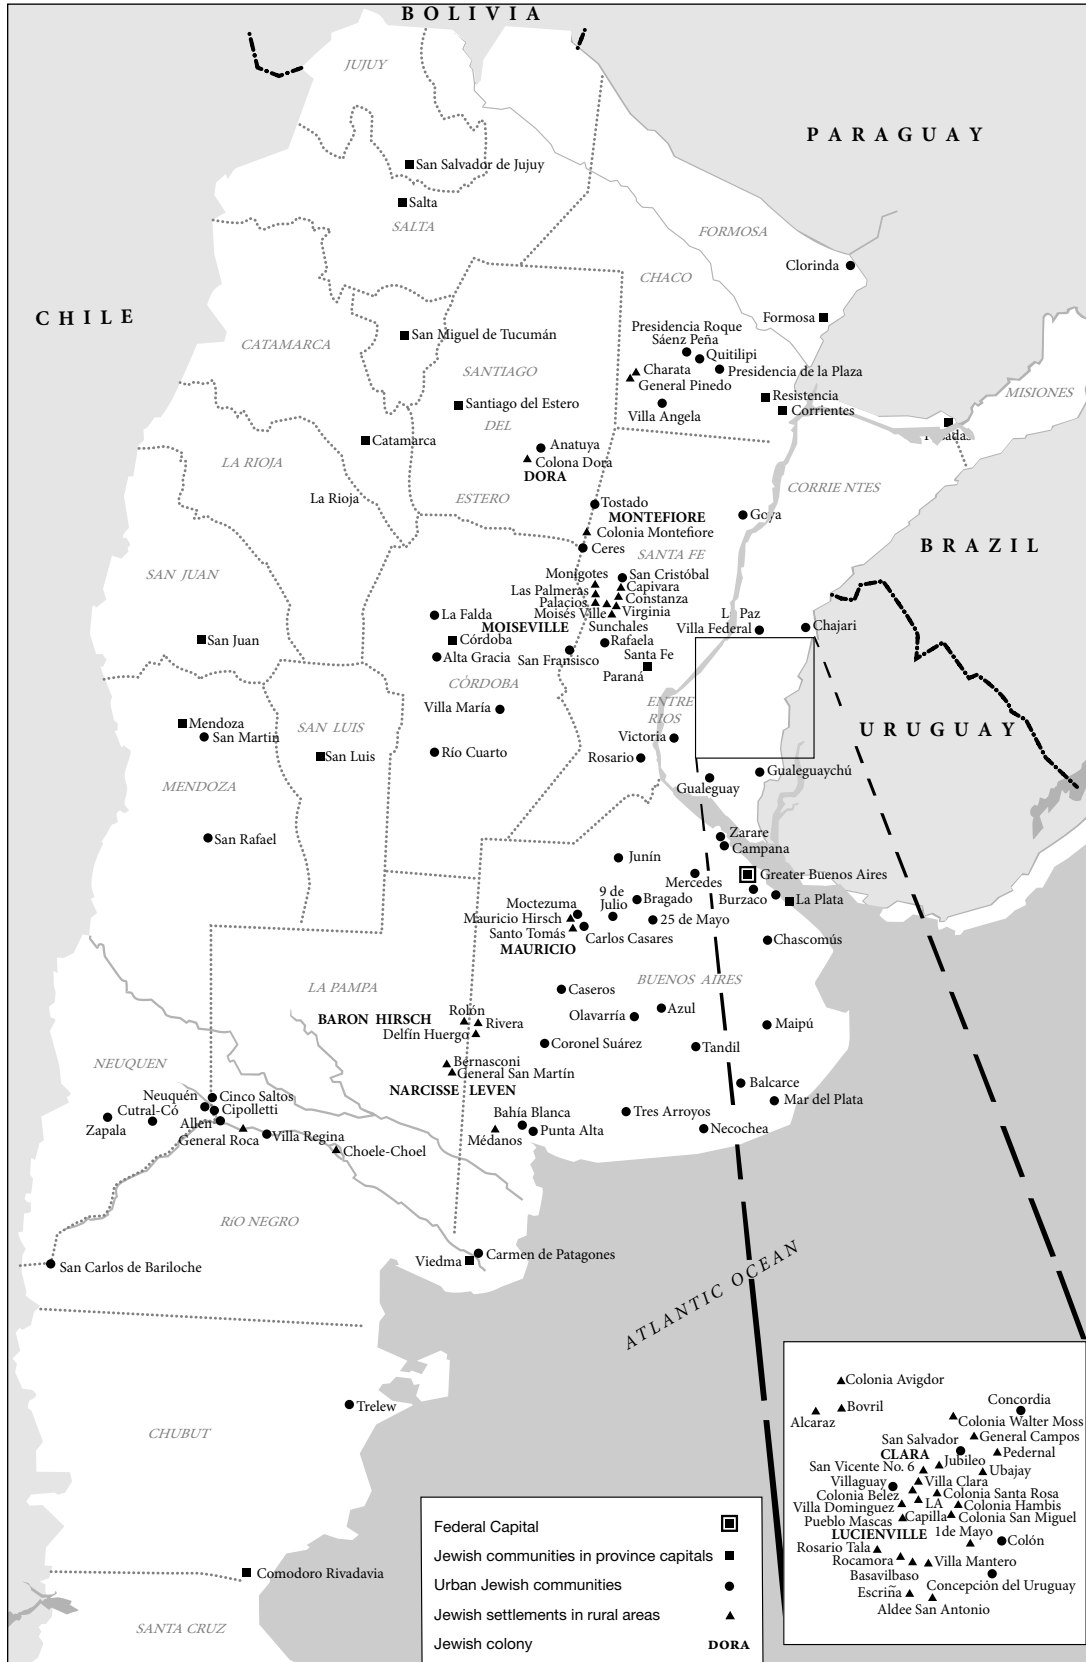 BOLIVIA
JUJUY
PARAGUAY
San Salvador de Jujuy
Salta
SALTA
FORMOSA
Clorinda
CHACO
CHILE
Formosa
San Miguel de Tucumán
CATAMARCA
Presidencia Roque
Sáenz Peña
Quitilipi
Presidencia de la Plaza
Charata
General Pinedo
SANTIAGO
MISIONES
Resistencia
Corrientes
Villa Angela
Santiago del Estero
DEL
Catamarca
Anatuya
Colona Dora
DORA
LA RIOJA
La Rioja
ESTERO
CORRIE NTES
Tostado
MONTEFIORE
Goya
Colonia Montefiore
Ceres
SANTA FE
BRAZIL
SAN JUAN
Monigotes
San Cristóbal
Las Palmeras
Capivara
Palacios
Constanza
Moisés Ville
Virginia
La Falda
MOISEVILLE
Sunchales
La Paz
Villa Federal
Chajari
San Juan
Córdoba
Rafaela
Alta Gracia
San Fransisco
Santa Fe
Paraná
CÓRDOBA
ENTRE
RIOS
Villa María
Mendoza
San Martin
SAN LUIS
URUGUAY
San Luis
Río Cuarto
Victoria
Rosario
Gualeguaychú
Gualeguay
MENDOZA
San Rafael
Zarare
Campana
Junín
Mercedes
Greater Buenos Aires
9 de
Julio
Bragado
Burzaco
La Plata
Moctezuma
Mauricio Hirsch
25 de Mayo
Santo Tomás
Carlos Casares
MAURICIO
Chascomús
LA PAMPA
BUENOS AIRES
Caseros
Rolón
BARON HIRSCH
Rivera
Olavarría
Azul
Maipú
Delfín Huergo
Coronel Suárez
Tandil
NEUQUEN
Bernasconi
General San Martín
NARCISSE LEVEN
Balcarce
Mar del Plata
Neuquén
Cinco Saltos
Cutral-Có
Cipolletti
Zapala
Allen
General Roca
Villa Regina
Choele-Choel
Bahía Blanca
Punta Alta
Médanos
Tres Arroyos
Necochea
RíO NEGRO
San Carlos de Bariloche
Viedma
Carmen de Patagones
ATLANTIC OCEAN
Trelew
CHUBUT
Comodoro Rivadavia
SANTA CRUZ
Federal Capital
Jewish communities in province capitals
Urban Jewish communities
Jewish settlements in rural areas
Jewish colony DORA
Colonia Avigdor
Bovril
Alcaraz
Concordia
Colonia Walter Moss
General Campos
San Salvador
CLARA
Pedernal
San Vicente No. 6
Jubileo
Ubajay
Villaguay
Villa Clara
Colonia Belez
Colonia Santa Rosa
Villa Dominguez
LA
Colonia Hambis
Pueblo Mascas
Capilla
Colonia San Miguel
LUCIENVILLE
1de Mayo
Colón
Rosario Tala
Rocamora
Villa Mantero
Basavilbaso
Concepción del Uruguay
Escriña
Aldee San Antonio